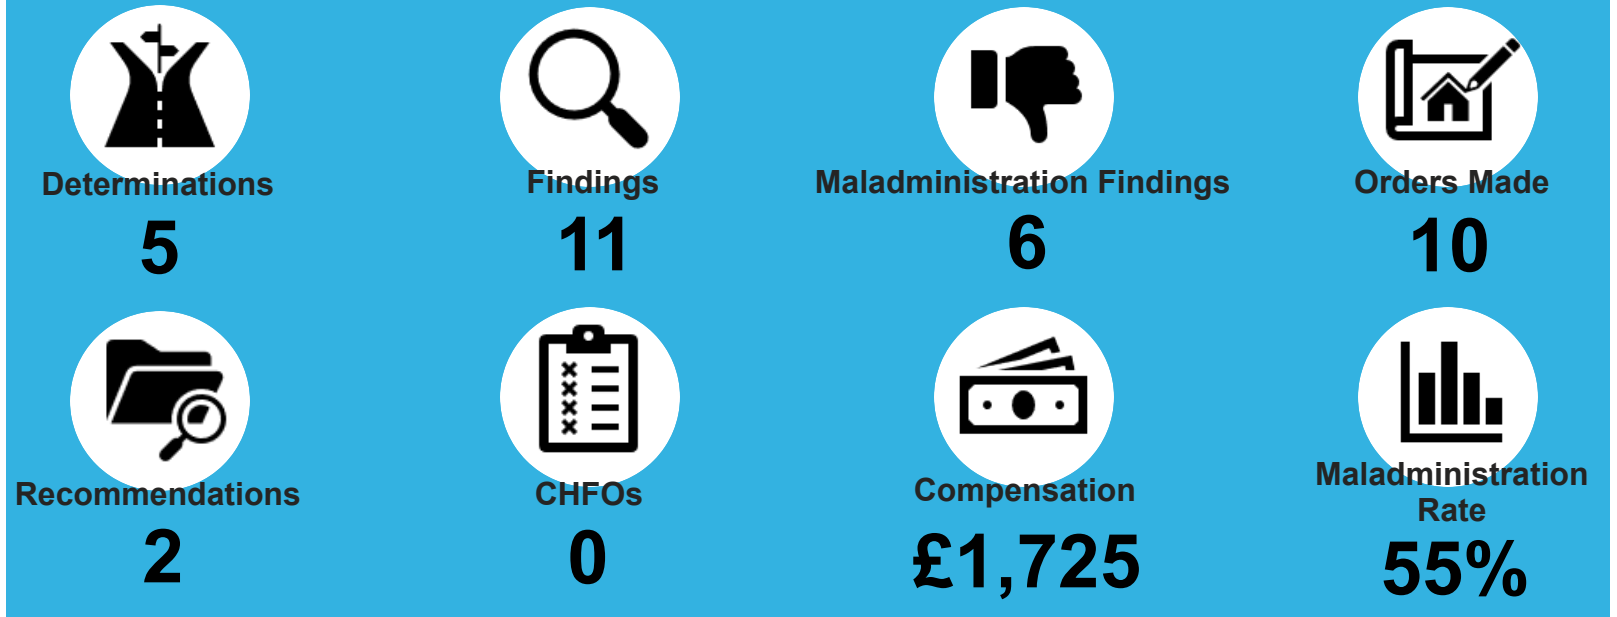 Determinations
5
Findings
11
Maladministration Findings
6
Orders Made
10
Recommendations
2
CHFOs
0
Compensation
£1,725
Maladministration
Rate
55%